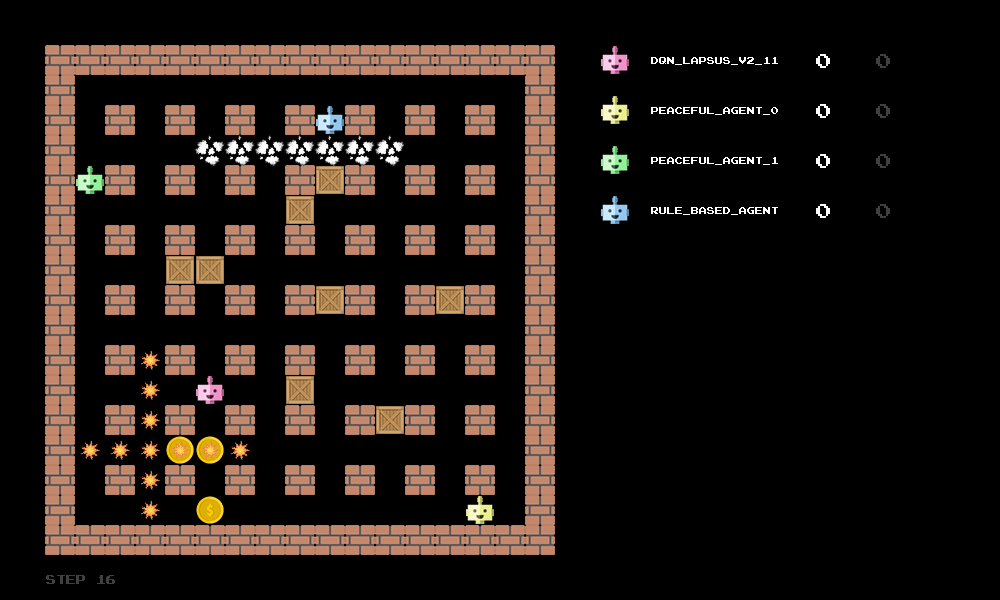 DQN_LAPSUS_V2_11 0 0
PEACEFUL_AGENT_0 0 0
PEACEFUL_AGENT_1 0 0
RULE_BASED_AGENT 0 0
$
STEP 16